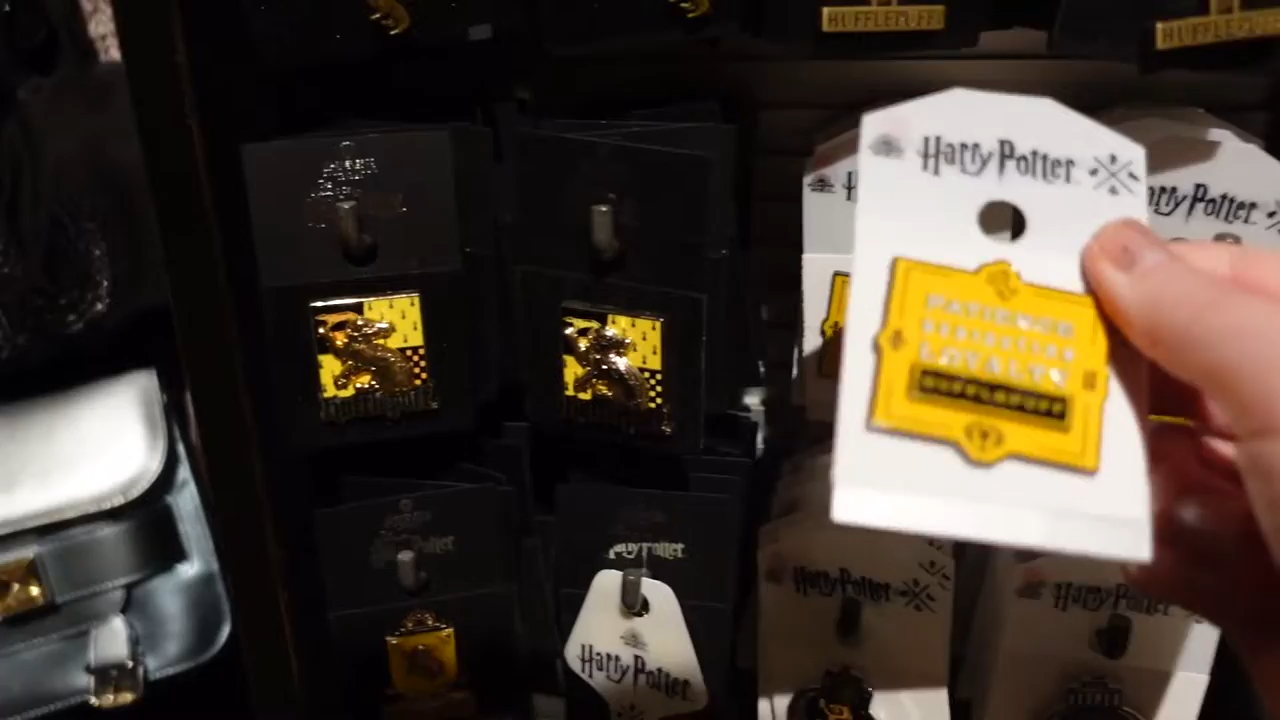 HUFFLEPUFF
HUFFLEPUFF
Harry Potter
Harry Potter
PATIENCE
DEDICATION
LOYALTY
HUFFLEPUFF
Harry Potter
Harry Potter
Harry Potter
Harry Potter